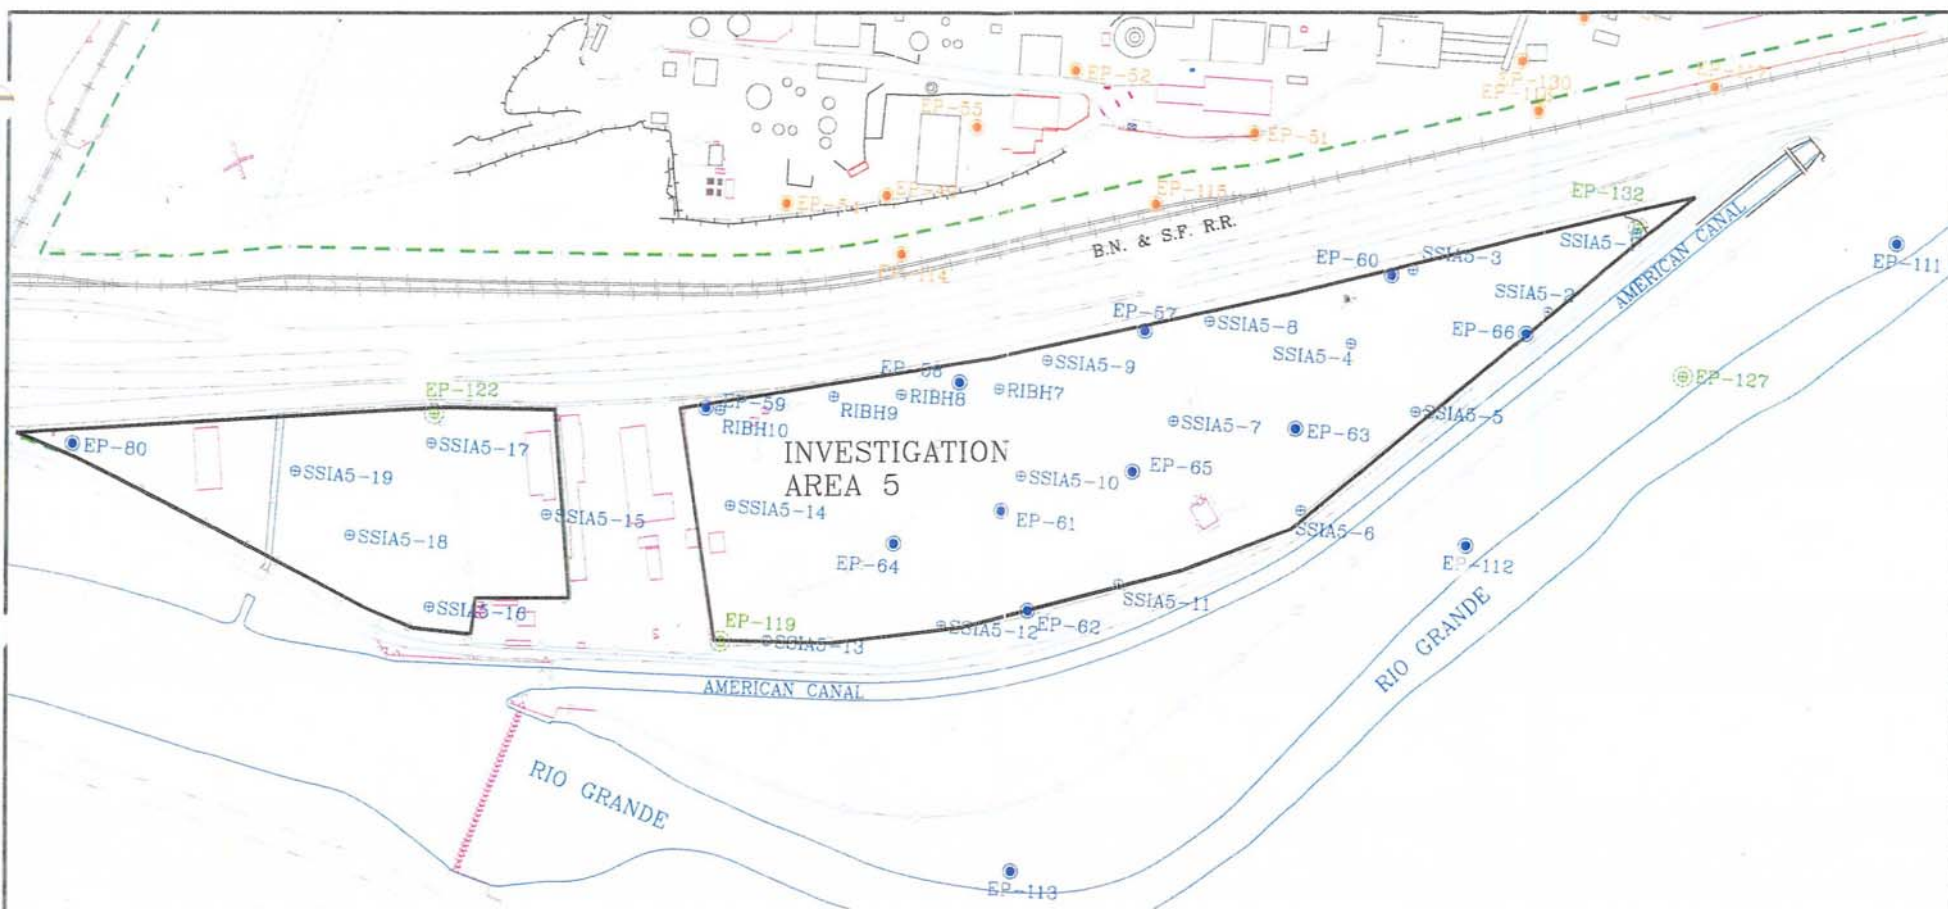 EP-52
EP-55
EP-51
EP-130
EP-54
EP-115
EP-114
B.N. & S.F. R.R.
EP-132
EP-60
SSIA5-3
SSIA5-2
AMERICAN CANAL
EP-111
EP-57
SSIA5-8
SSIA5-4
EP-66
SSIA5-9
EP-58
RIBH7
RIBH8
RIBH9
EP-59
RIBH10
EP-122
EP-127
SSIA5-5
SSIA5-7
EP-63
EP-80
SSIA5-17
SSIA5-19
INVESTIGATION
AREA 5
EP-65
SSIA5-10
SSIA5-14
SSIA5-15
EP-61
SSIA5-6
SSIA5-18
EP-64
EP-112
SSIA5-16
SSIA5-11
EP-119
SSIA5-12
EP-62
SSIA5-13
AMERICAN CANAL
RIO GRANDE
RIO GRANDE
EP-113